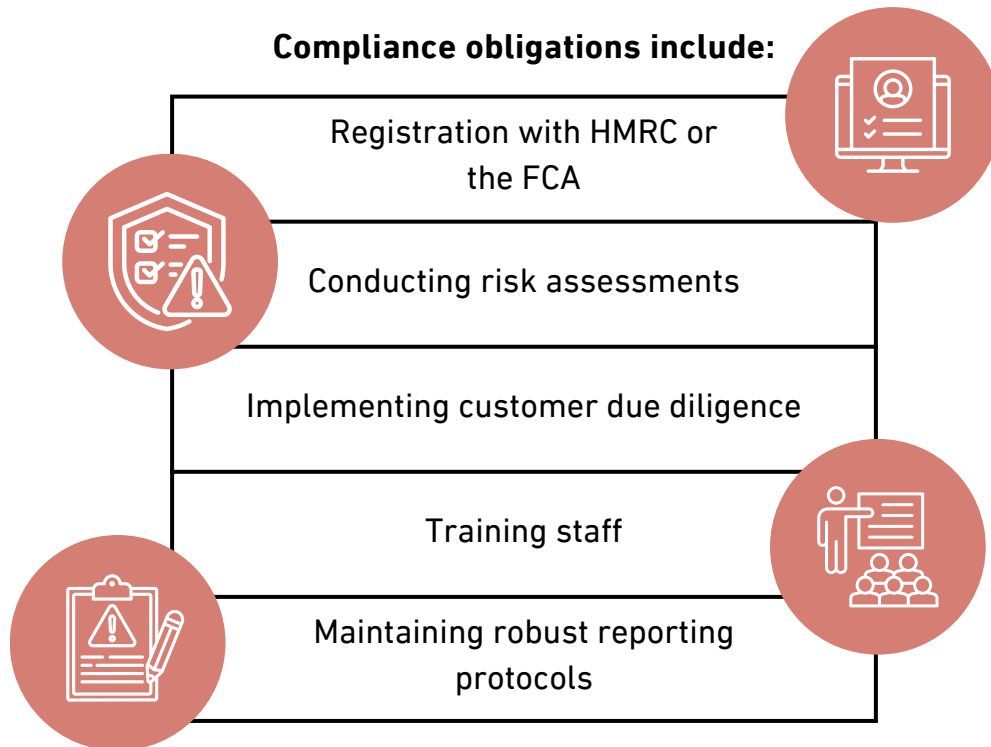 Compliance obligations include:
Registration with HMRC or
the FCA
Conducting risk assessments
Implementing customer due diligence
Training staff
Maintaining robust reporting
protocols